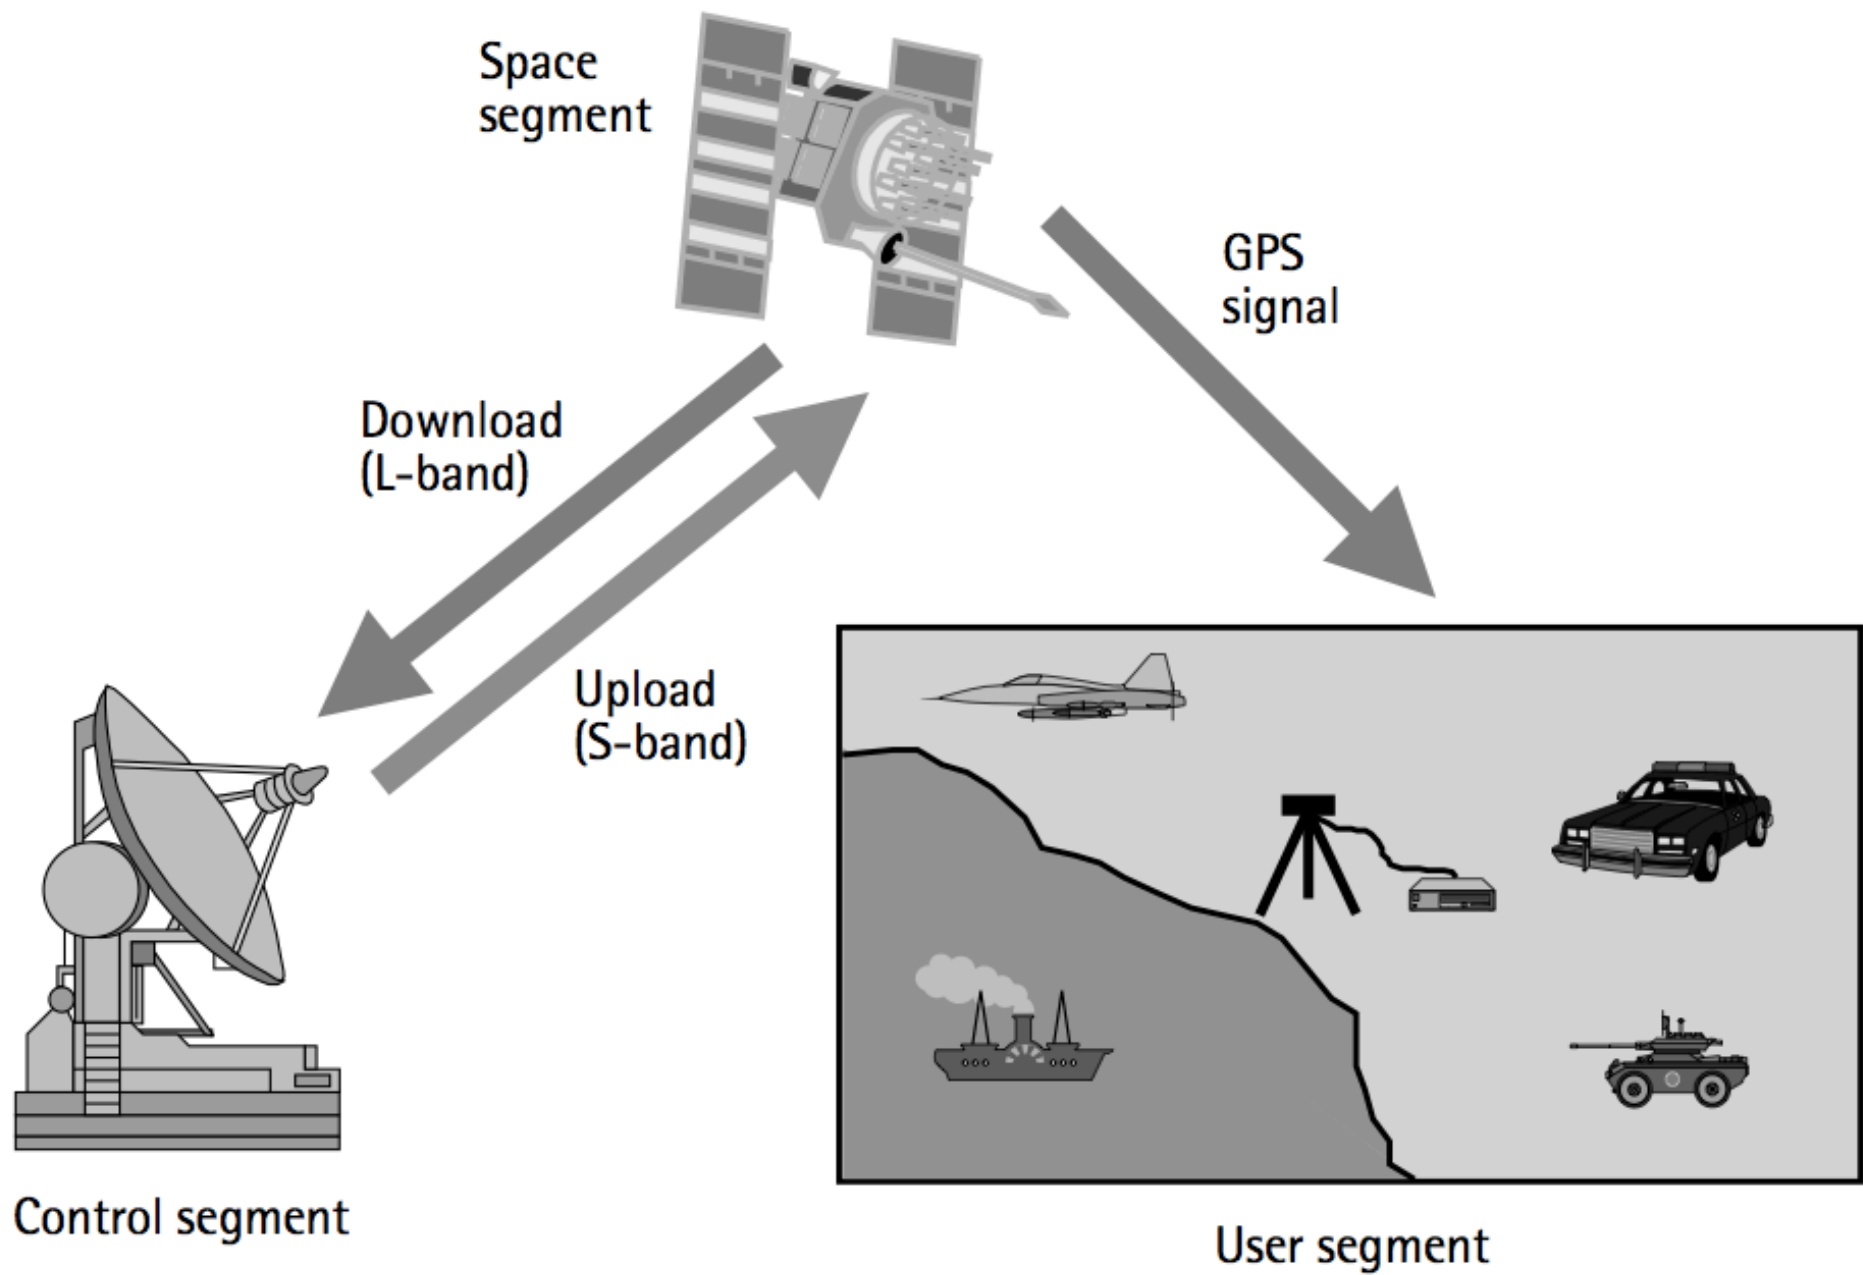 Space
segment
GPS
signal
Download
(L-band)
Upload
(S-band)
Control segment
User segment